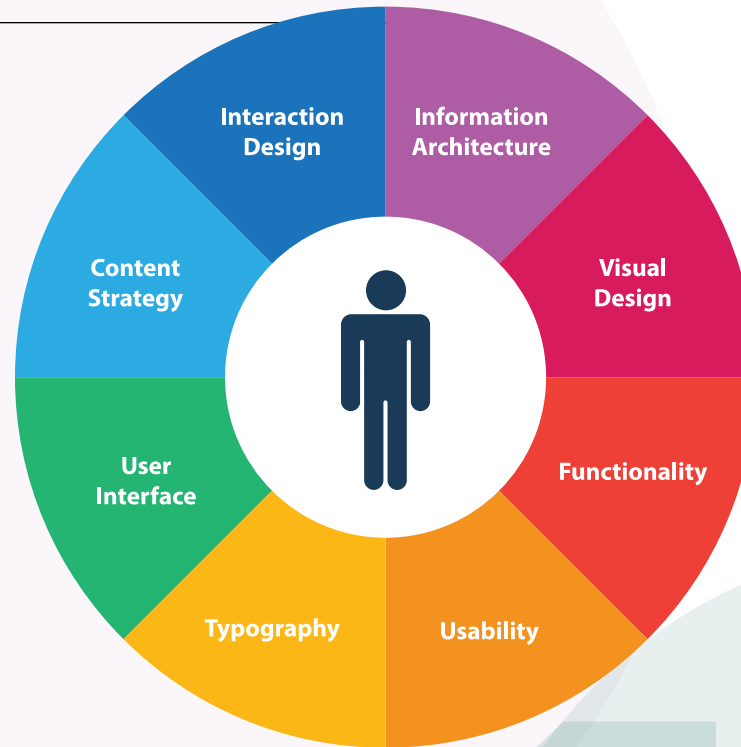 Interaction
Design
Information
Architecture
Visual
Design
Functionality
Usability
Typography
User
Interface
Content
Strategy